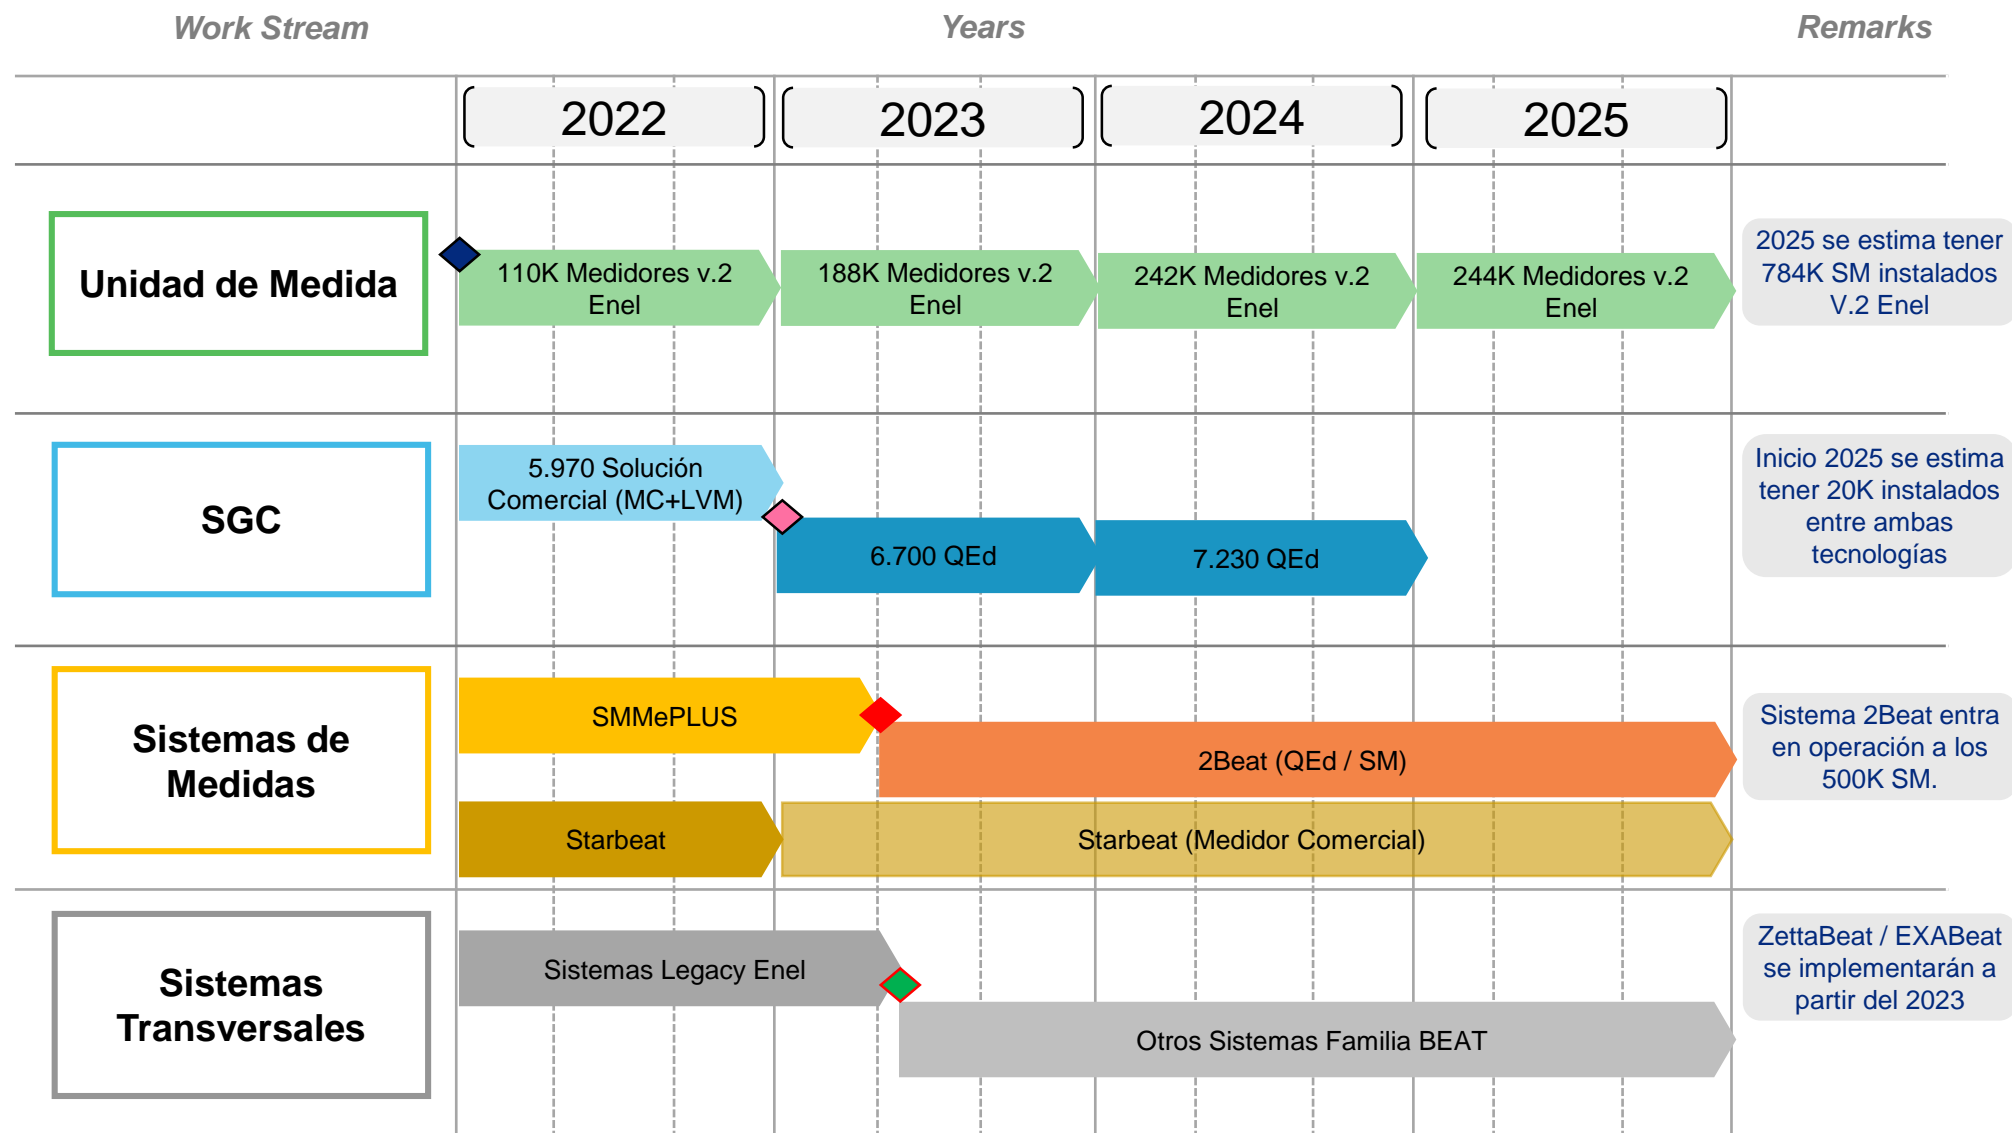 Work Stream
Years
Remarks
2022
2023
2024
2025
Unidad de Medida
110K Medidores v.2
Enel
188K Medidores v.2
Enel
242K Medidores v.2
Enel
244K Medidores v.2
Enel
2025 se estima tener
784K SM instalados
V.2 Enel
SGC
5.970 Solución
Comercial (MC+LVM)
6.700 QEd
7.230 QEd
Inicio 2025 se estima
tener 20K instalados
entre ambas
tecnologías
Sistemas de
Medidas
SMMePLUS
2Beat (QEd / SM)
Starbeat
Starbeat (Medidor Comercial)
Sistema 2Beat entra
en operación a los
500K SM.
Sistemas
Transversales
Sistemas Legacy Enel
Otros Sistemas Familia BEAT
ZettaBeat / EXABeat
se implementarán a
partir del 2023